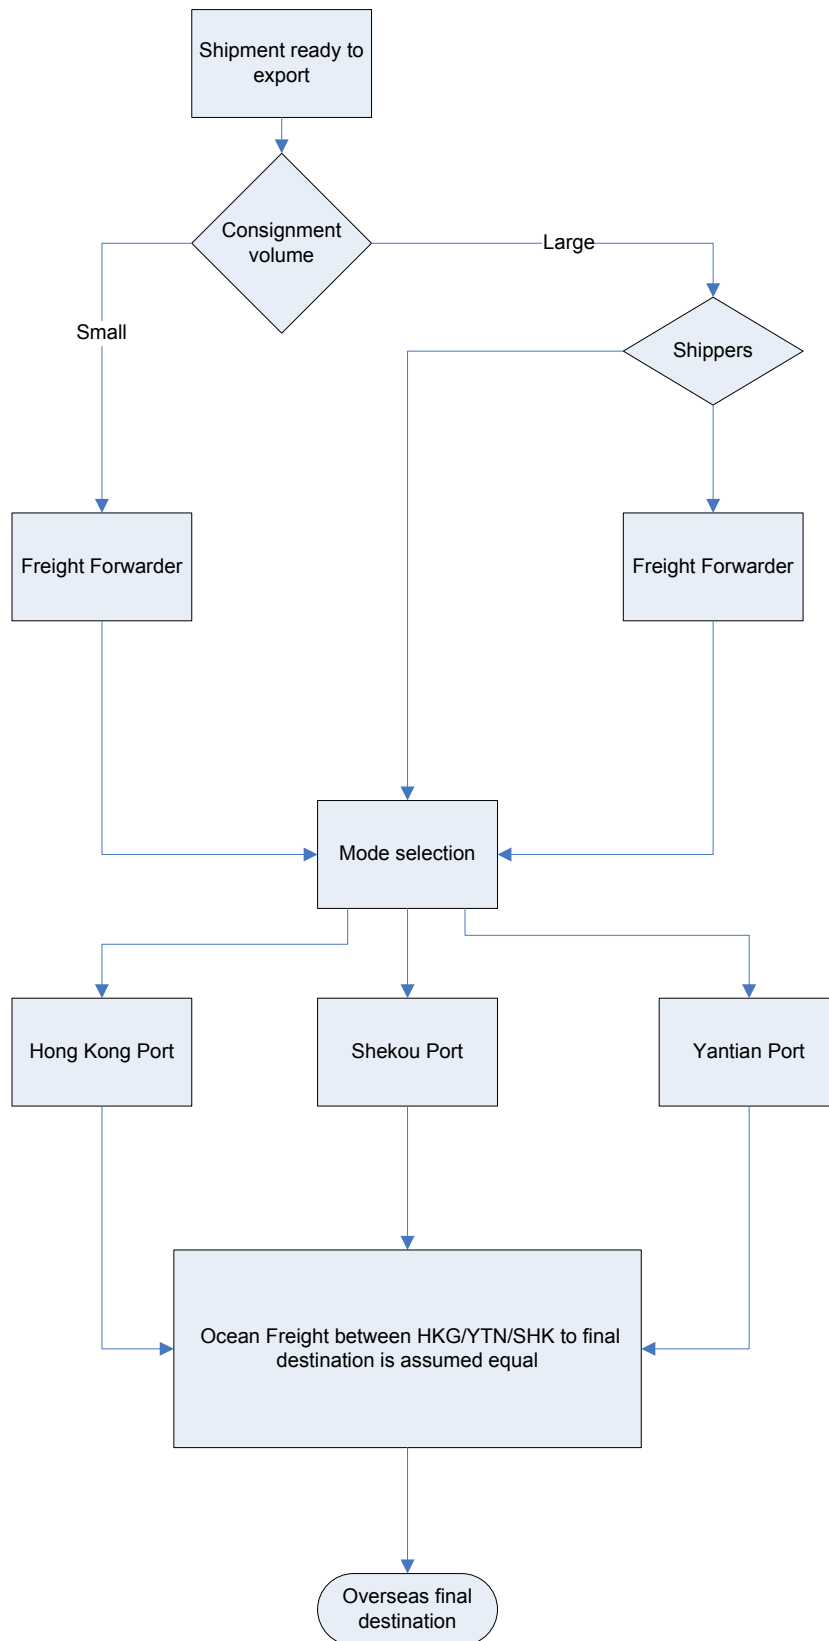 Shipment ready to
export
Consignment
volume
Large
Small
Shippers
Freight Forwarder
Freight Forwarder
Mode selection
Hong Kong Port
Shekou Port
Yantian Port
Ocean Freight between HKG/YTN/SHK to final
destination is assumed equal
Overseas final
destination